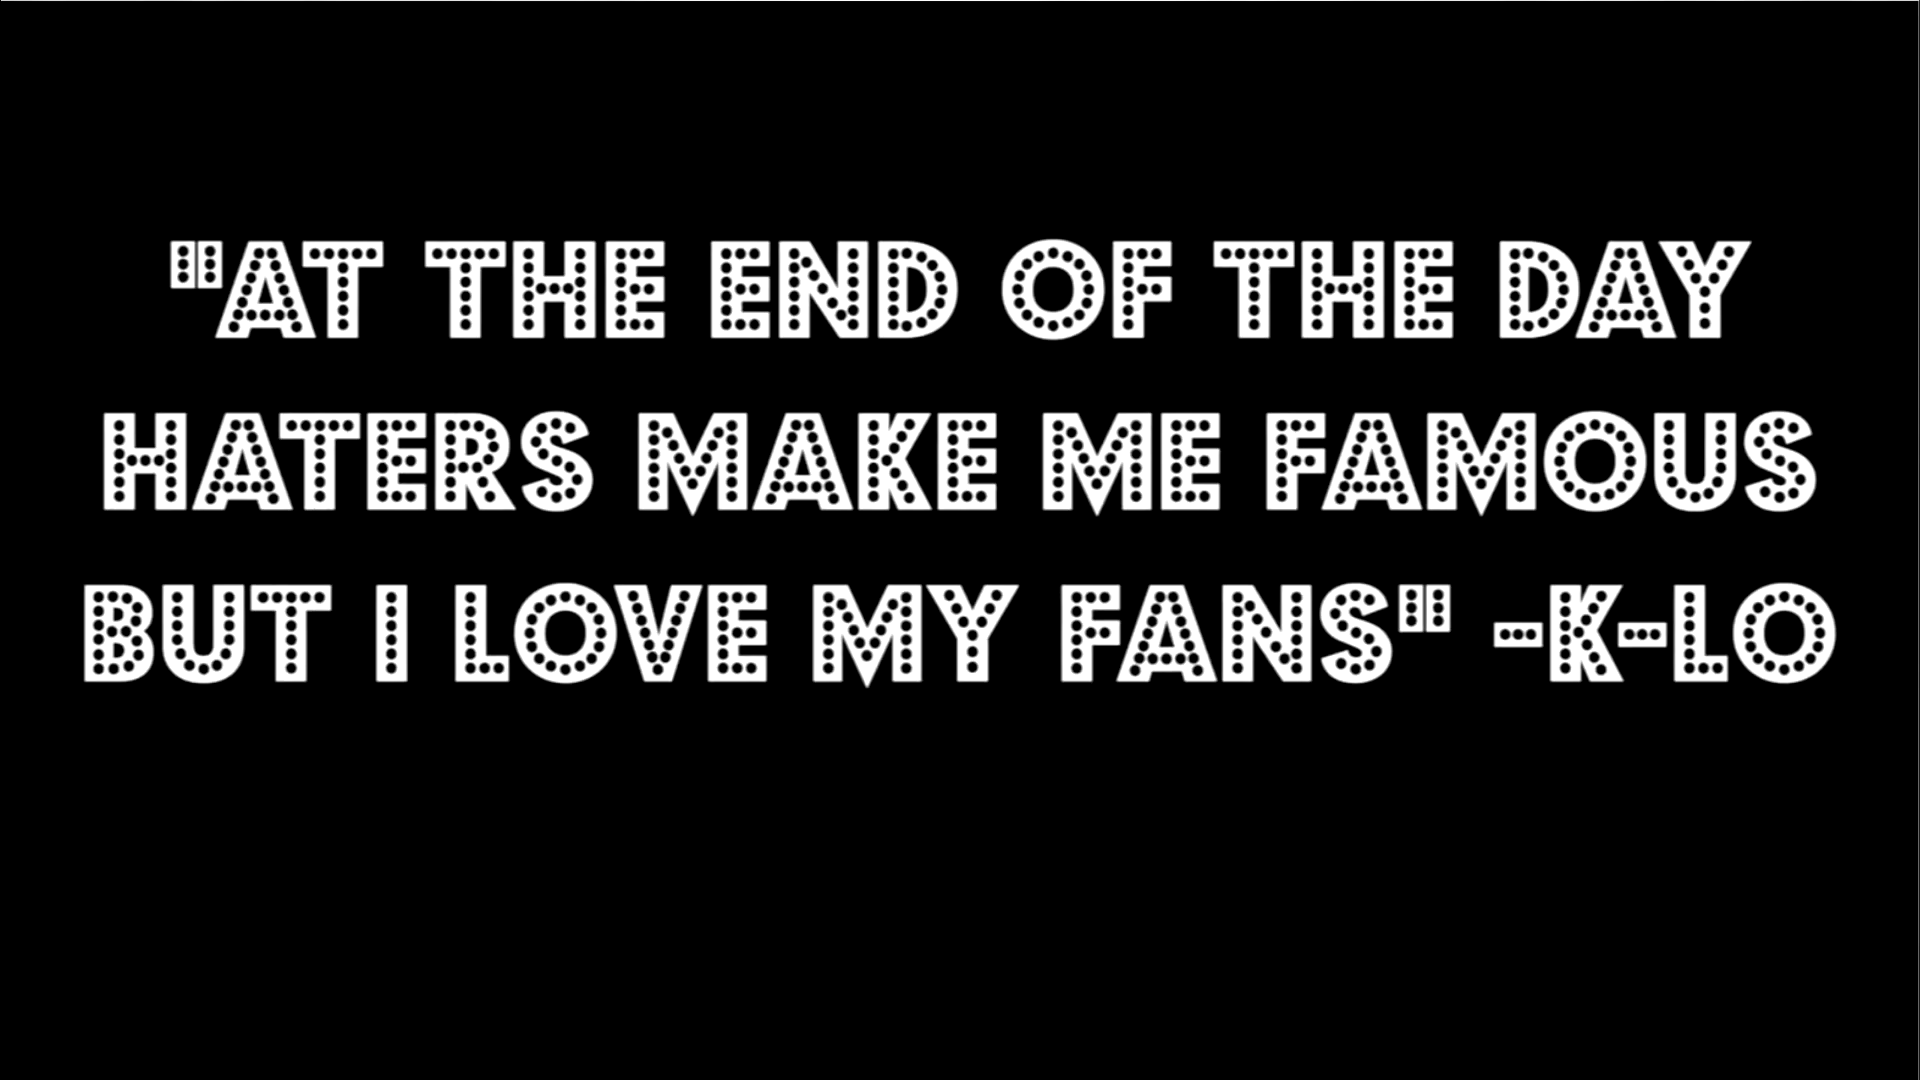 "AT THE END OF THE DAY
HATERS MAKE ME FAMOUS
BUT I LOVE MY FANS" -K-LO